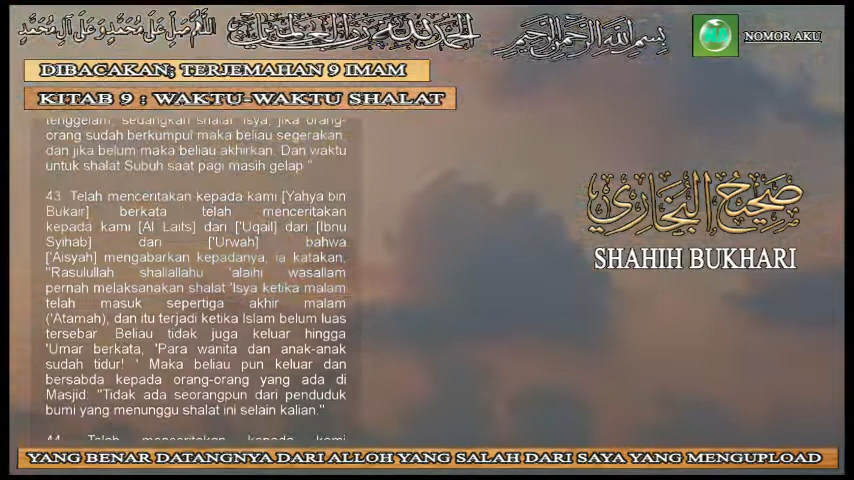 اللهم صل على محمد وعلى آل محمد
الحمد لله رب العالمين
بسم الله الرحمن الرحيم
NOMOR AKU
DIBACAKAN; TERJEMAHAN 9 IMAM
KITAB 9 : WAKTU-WAKTU SHALAT
tenggelam, sedangkan shalat 'Isya, jika orang-
orang sudah berkumpul maka beliau segerakan,
dan jika belum maka beliau akhirkan. Dan waktu
untuk shalat Subuh saat pagi masih gelap."
43. Telah menceritakan kepada kami [Yahya bin
Bukair] berkata telah menceritakan
kepada kami [Al Laits] dari ['Uqail] dari [Ibnu
Syihab] dari ['Urwah] bahwa
['Aisyah] mengabarkan kepadanya, ia katakan,
"Rasulullah shallallahu 'alaihi wasallam
pernah melaksanakan shalat 'Isya ketika malam
telah masuk sepertiga akhir malam
('Atamah), dan itu terjadi ketika Islam belum luas
tersebar. Beliau tidak juga keluar hingga
'Umar berkata, 'Para wanita dan anak-anak
sudah tidur! ' Maka beliau pun keluar dan
bersabda kepada orang-orang yang ada di
Masjid: "Tidak ada seorangpun dari penduduk
bumi yang menunggu shalat ini selain kalian."
44. Telah menceritakan kepada kami
صحيح البخاري
SHAHIH BUKHARI
YANG BENAR DATANGNYA DARI ALLOH YANG SALAH DARI SAYA YANG MENGUPLOAD